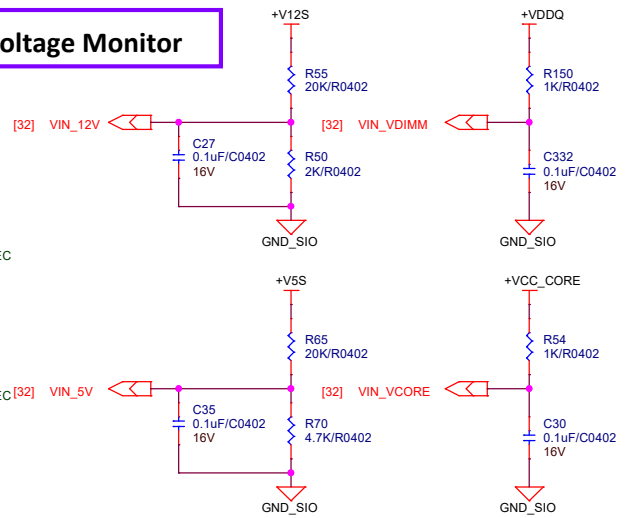 oltage Monitor
+V12S
R55
20K/R0402
[32] VIN_12V
C27
0.1uF/C0402
16V
R50
2K/R0402
GND_SIO
+VDDQ
R150
1K/R0402
[32] VIN_VDIMM
C332
0.1uF/C0402
16V
GND_SIO
EC
+V5S
R65
20K/R0402
EC
[32] VIN_5V
C35
0.1uF/C0402
16V
R70
4.7K/R0402
GND_SIO
+VCC_CORE
R54
1K/R0402
[32] VIN_VCORE
C30
0.1uF/C0402
16V
GND_SIO